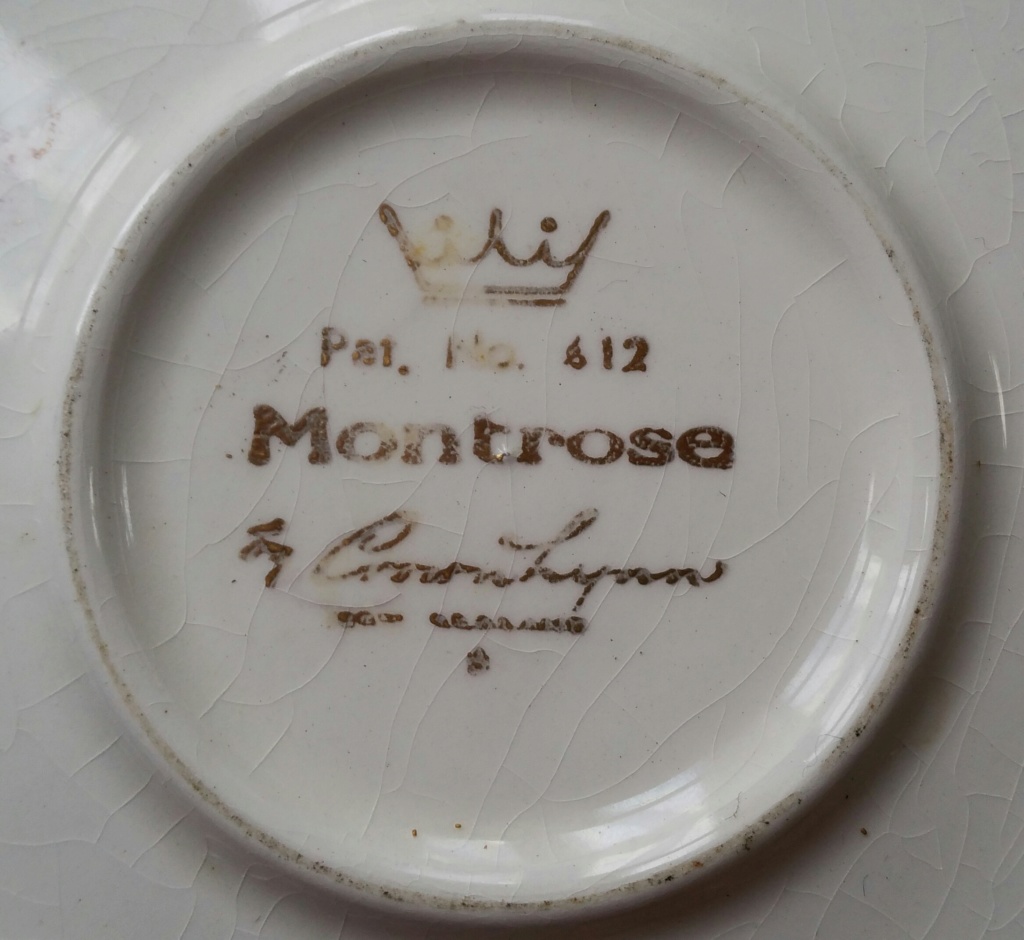 Pat. No. 612
Montrose
By Crown Lynn